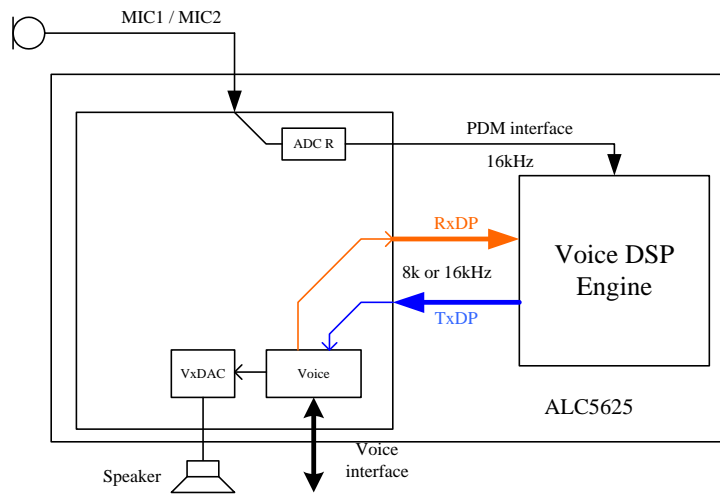 MIC1 / MIC2
ADC R
PDM interface
16kHz
RxDP
8k or 16kHz
TxDP
Voice DSP
Engine
VxDAC
Voice
ALC5625
Speaker
Voice
interface